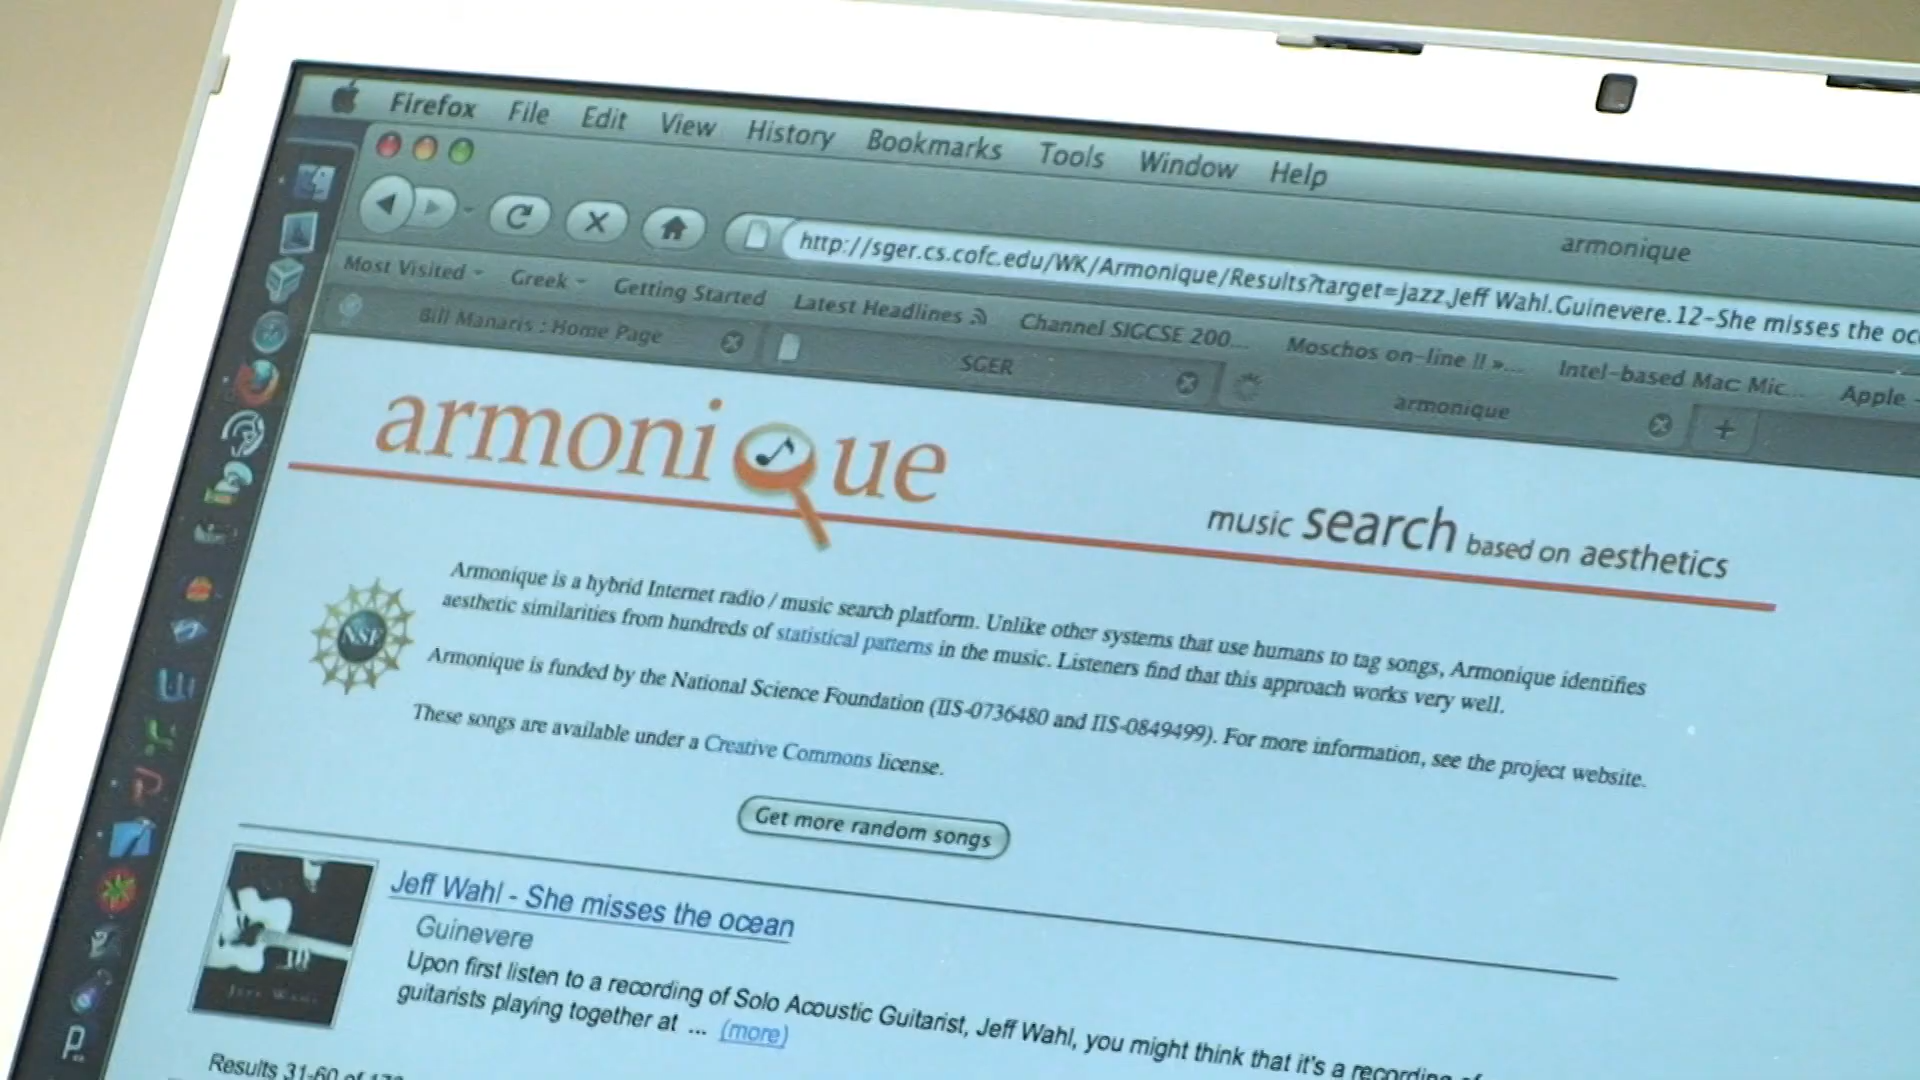 Firefox File Edit View History Bookmarks Tools Window Help
armonique
http://sger.cs.cofc.edu/WK/Armonique/Results?target=jazz.Jeff Wahl.Guinevere.12-She misses the oc
Most Visited Greek Getting Started Latest Headlines Channel SIGCSE 200... Moschos on-line !! »... Intel-based Mac: Mic... Apple
Bill Manaris : Home Page SGER armonique
armonique
music search based on aesthetics
Armonique is a hybrid Internet radio / music search platform. Unlike other systems that use humans to tag songs, Armonique identifies
aesthetic similarities from hundreds of statistical patterns in the music. Listeners find that this approach works very well.
NSF
Armonique is funded by the National Science Foundation (IIS-0736480 and IIS-0849499). For more information, see the project website.
These songs are available under a Creative Commons license.
Get more random songs
Jeff Wahl - She misses the ocean
Guinevere
Upon first listen to a recording of Solo Acoustic Guitarist, Jeff Wahl, you might think that it's a recording of
guitarists playing together at ... (more)
Jeff Wahl
Results 31-60 of